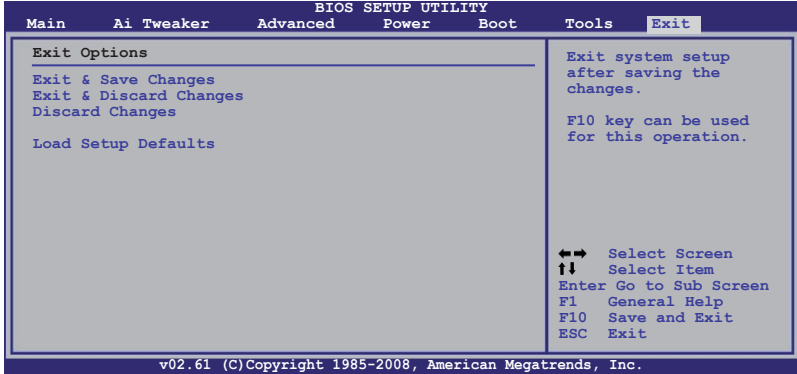 BIOS SETUP UTILITY
Main Ai Tweaker Advanced Power Boot Tools Exit
Exit Options
Exit & Save Changes
Exit & Discard Changes
Discard Changes
Load Setup Defaults
Exit system setup
after saving the
changes.
F10 key can be used
for this operation.
←→ Select Screen
↑↓ Select Item
Enter Go to Sub Screen
F1 General Help
F10 Save and Exit
ESC Exit
v02.61 (C)Copyright 1985-2008, American Megatrends, Inc.